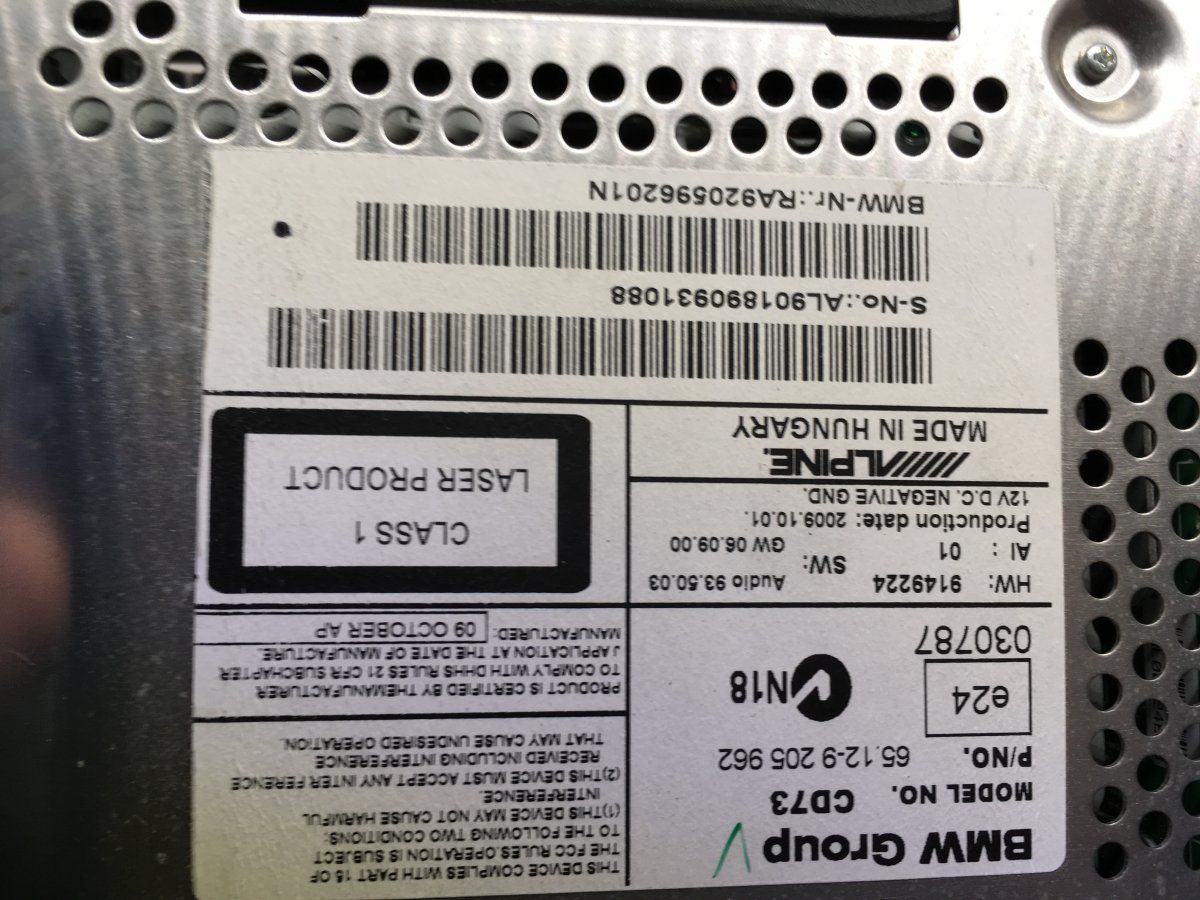 BMW Group
MODEL NO. CD73
P/NO. 65.12-9 205 962
e24
N18
030787
THIS DEVICE COMPLIES WITH PART 15 OF
THE FCC RULES.OPERATION IS SUBJECT
TO THE FOLLOWING TWO CONDITIONS:
(1)THIS DEVICE MAY NOT CAUSE HARMFUL
INTERFERENCE.
(2)THIS DEVICE MUST ACCEPT ANY INTER FERENCE
RECEIVED INCLUDING INTERFERENCE
THAT MAY CAUSE UNDESIRED OPERATION.
PRODUCT IS CERTIFIED BY THEMANUFACTURER
TO COMPLY WITH DHHS RULES 21 CFR SUBCHAPTER
J APPLICATION AT THE DATE OF MANUFACTURE.
MANUFACTURED: 09 OCTOBER AP
HW: 9149224
AI : 01
SW: Audio 93.50.03
GW 06.09.00
Production date: 2009.10.01.
12V D.C. NEGATIVE GND.
ALPINE.
MADE IN HUNGARY
CLASS 1
LASER PRODUCT
S-No.:AL9018909310​88
BMW-Nr.:RA9205962​01N